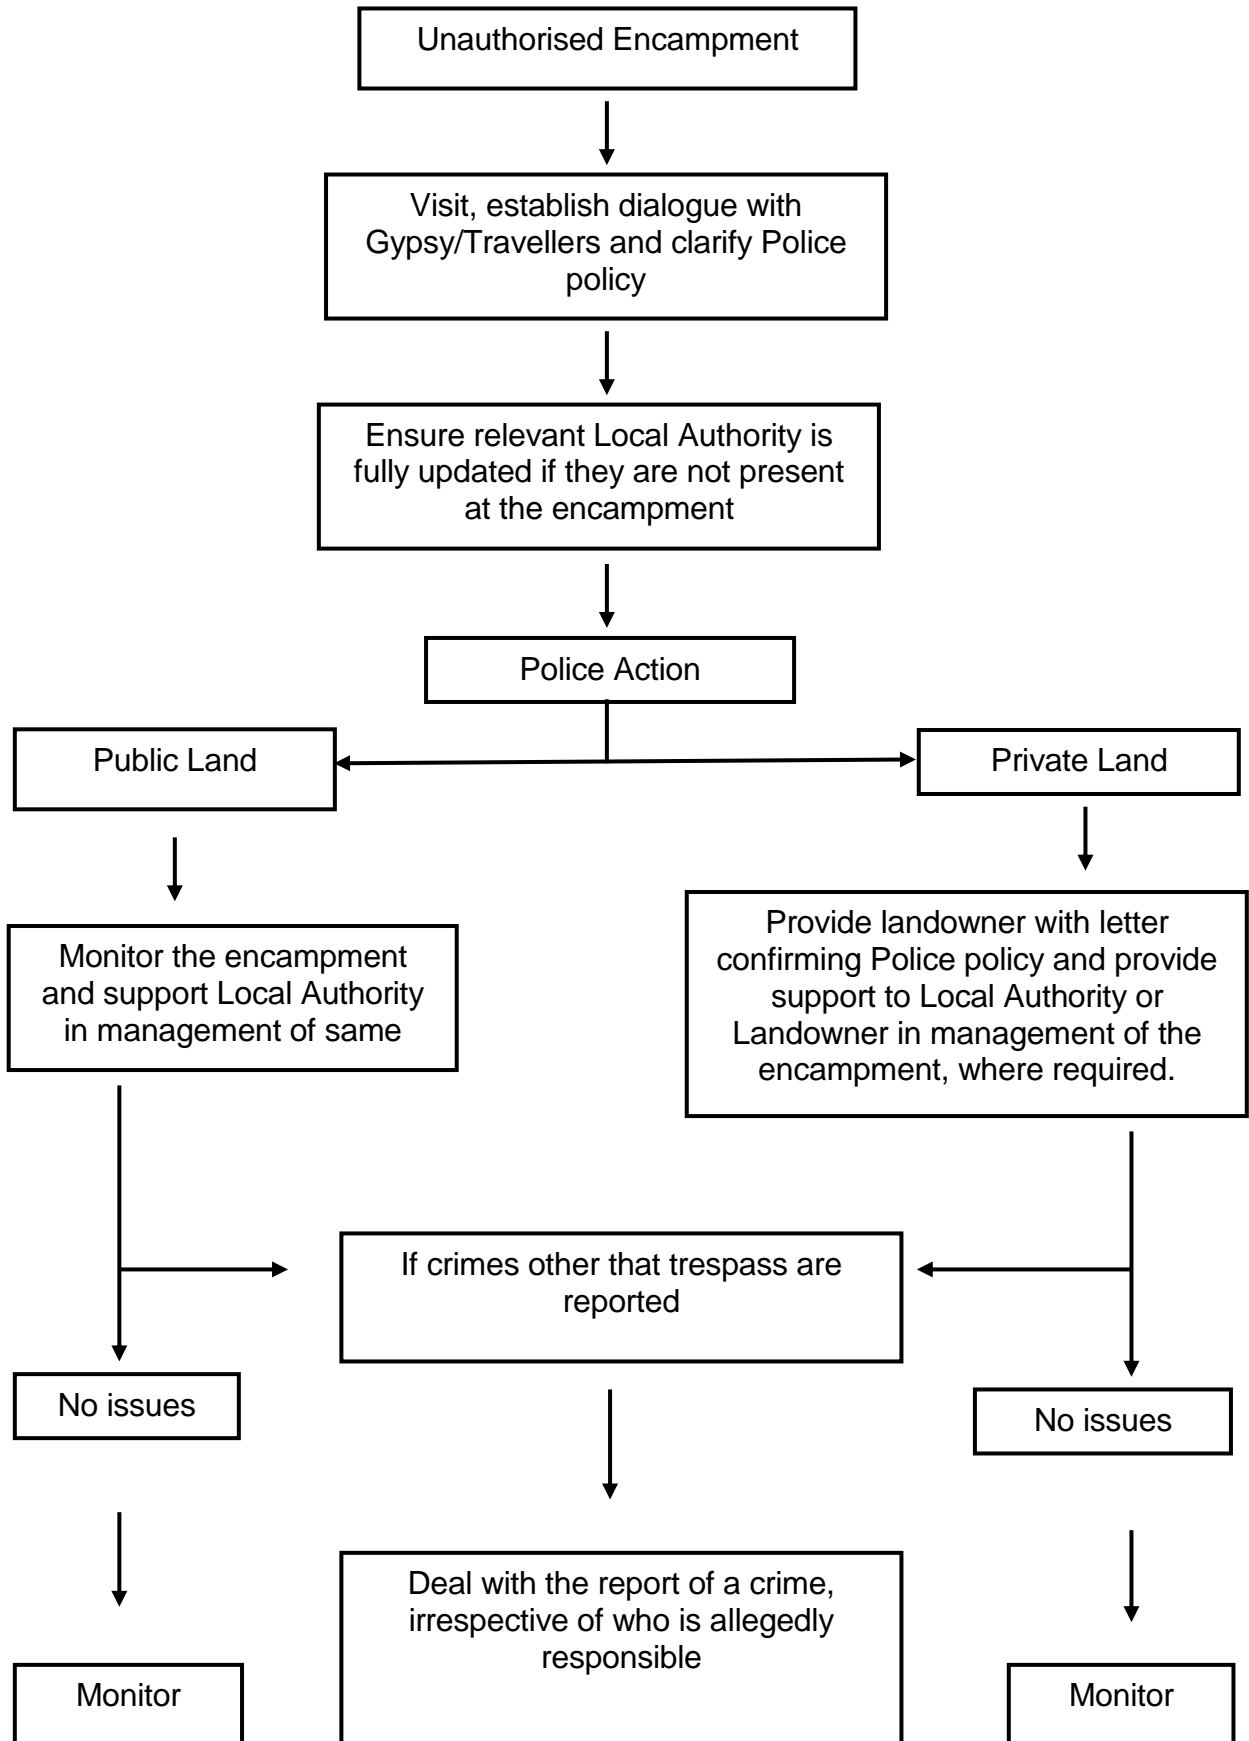 Unauthorised Encampment
Visit, establish dialogue with
Gypsy/Travellers and clarify Police
policy
Ensure relevant Local Authority is
fully updated if they are not present
at the encampment
Police Action
Public Land
Private Land
Monitor the encampment
and support Local Authority
in management of same
Provide landowner with letter
confirming Police policy and provide
support to Local Authority or
Landowner in management of the
encampment, where required.
If crimes other that trespass are
reported
No issues
No issues
Deal with the report of a crime,
irrespective of who is allegedly
responsible
Monitor
Monitor